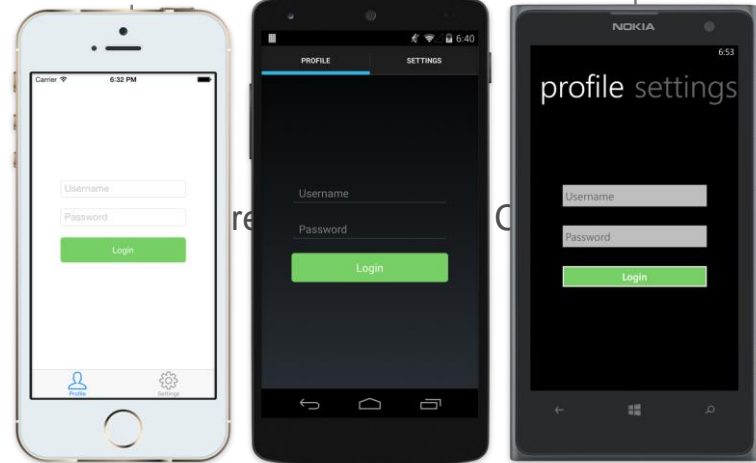 Carrier 6:32 PM
Username
Password
Login
Profile Settings
6:40
PROFILE SETTINGS
Username
Password
Login
NOKIA
6:53
profile settings
Username
Password
Login
re
C